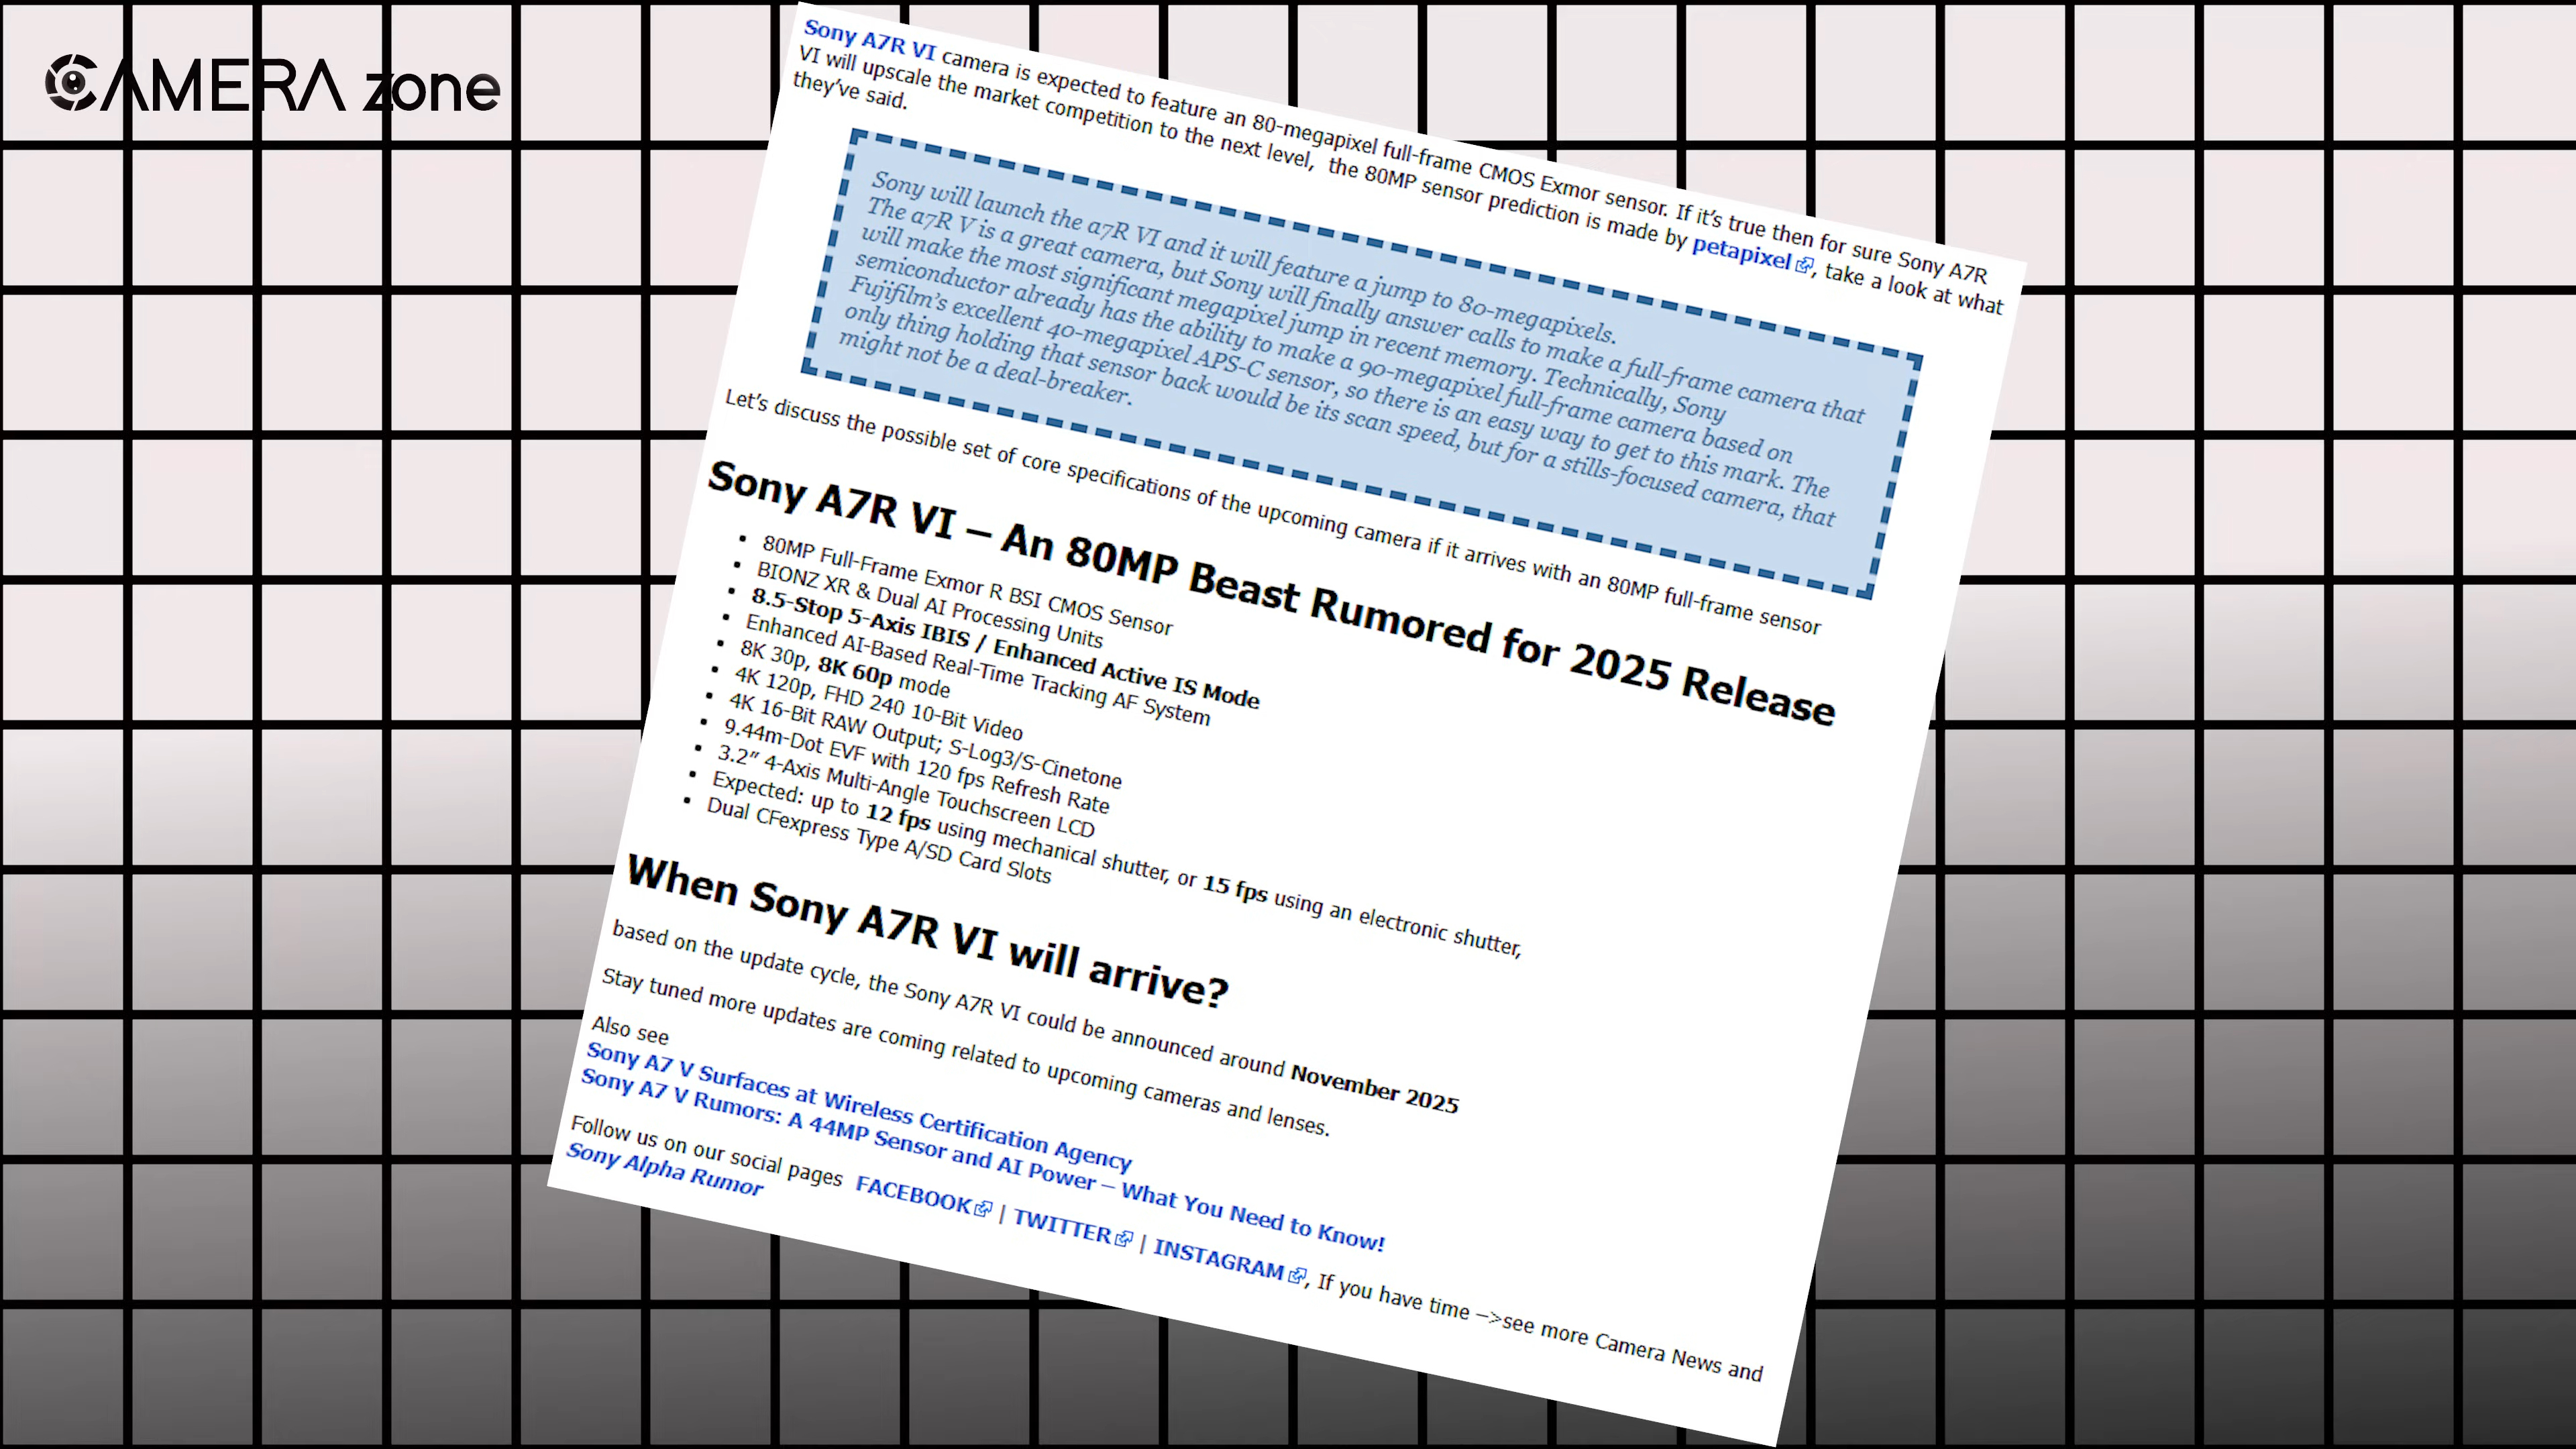 CAMERA zone
Sony A7R VI camera is expected to feature an 80-megapixel full-frame CMOS Exmor sensor. If it's true then for sure Sony A7R
VI will upscale the market competition to the next level, the 80MP sensor prediction is made by petapixel, take a look at what
they've said.
Sony will launch the a7R VI and it will feature a jump to 80-megapixels.
The a7R V is a great camera, but Sony will finally answer calls to make a full-frame camera that
will make the most significant megapixel jump in recent memory. Technically, Sony
semiconductor already has the ability to make a 90-megapixel full-frame camera based on
Fujifilm's excellent 40-megapixel APS-C sensor, so there is an easy way to get to this mark. The
only thing holding that sensor back would be its scan speed, but for a stills-focused camera, that
might not be a deal-breaker.
Let's discuss the possible set of core specifications of the upcoming camera if it arrives with an 80MP full-frame sensor
Sony A7R VI – An 80MP Beast Rumored for 2025 Release
▪ 80MP Full-Frame Exmor R BSI CMOS Sensor
▪ BIONZ XR & Dual AI Processing Units
▪ 8.5-Stop 5-Axis IBIS / Enhanced Active IS Mode
▪ Enhanced AI-Based Real-Time Tracking AF System
▪ 8K 30p, 8K 60p mode
▪ 4K 120p, FHD 240 10-Bit Video
▪ 4K 16-Bit RAW Output; S-Log3/S-Cinetone
▪ 9.44m-Dot EVF with 120 fps Refresh Rate
▪ 3.2″ 4-Axis Multi-Angle Touchscreen LCD
▪ Expected: up to 12 fps using mechanical shutter, or 15 fps using an electronic shutter,
▪ Dual CFexpress Type A/SD Card Slots
When Sony A7R VI will arrive?
based on the update cycle, the Sony A7R VI could be announced around November 2025
Stay tuned more updates are coming related to upcoming cameras and lenses.
Also see
Sony A7 V Surfaces at Wireless Certification Agency
Sony A7 V Rumors: A 44MP Sensor and AI Power – What You Need to Know!
Follow us on our social pages FACEBOOK | TWITTER | INSTAGRAM, If you have time –>see more Camera News and
Sony Alpha Rumor